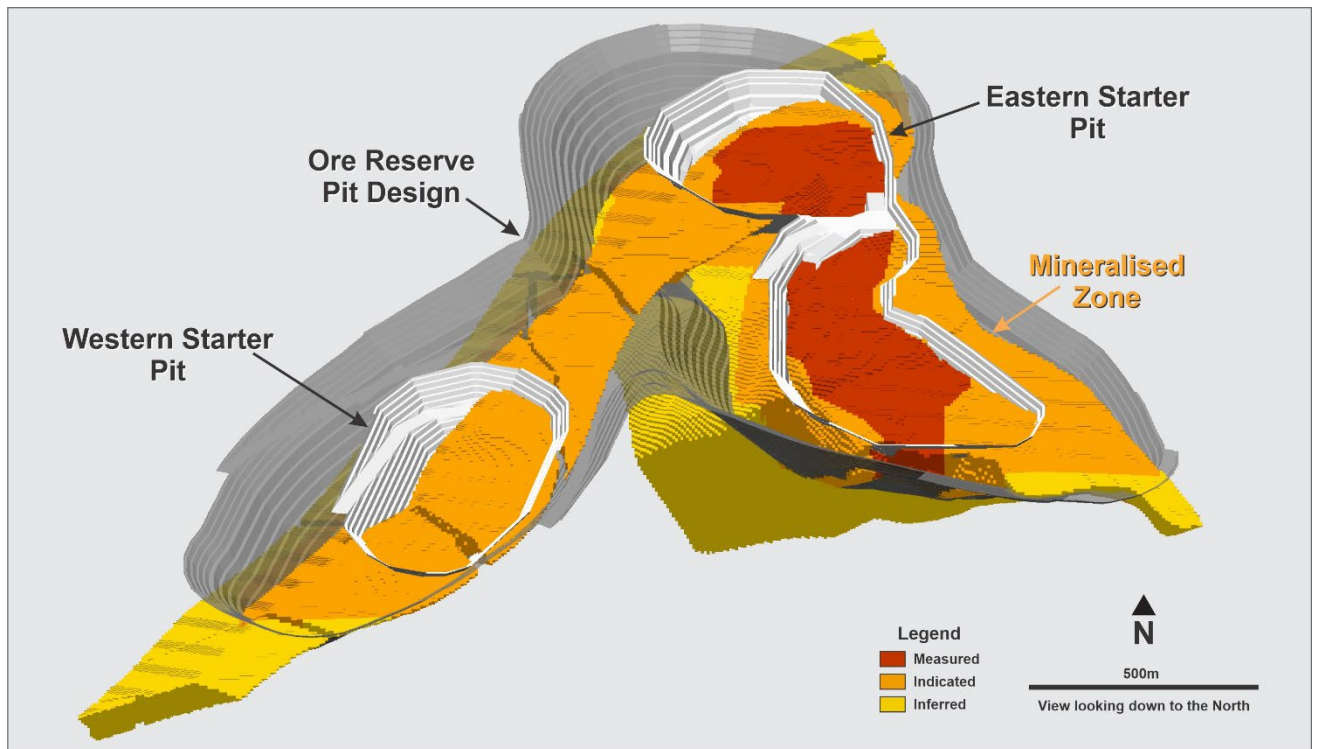 Eastern Starter
Pit
Ore Reserve
Pit Design
Mineralised
Zone
Western Starter
Pit
N
Legend
Measured
Indicated
Inferred
500m
View looking down to the North